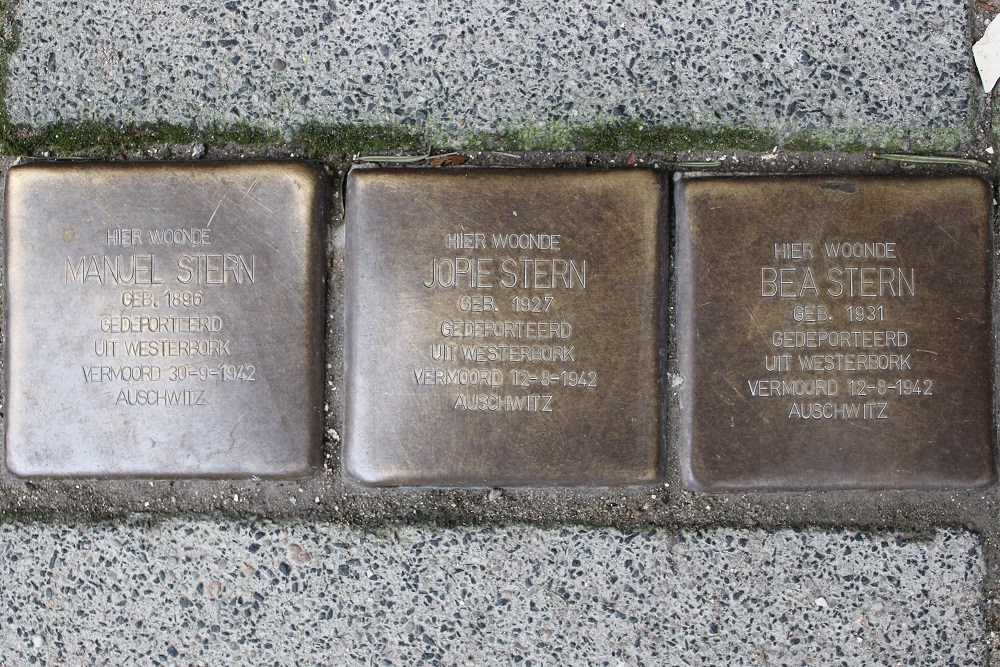 HIER WOONDE
MANUEL STERN
GEB. 1896
GEDEPORTEERD
UIT WESTERBORK
VERMOORD 30-9-1942
AUSCHWITZ
HIER WOONDE
JOPIE STERN
GEB. 1927
GEDEPORTEERD
UIT WESTERBORK
VERMOORD 12-8-1942
AUSCHWITZ
HIER WOONDE
BEA STERN
GEB. 1931
GEDEPORTEERD
UIT WESTERBORK
VERMOORD 12-8-1942
AUSCHWITZ